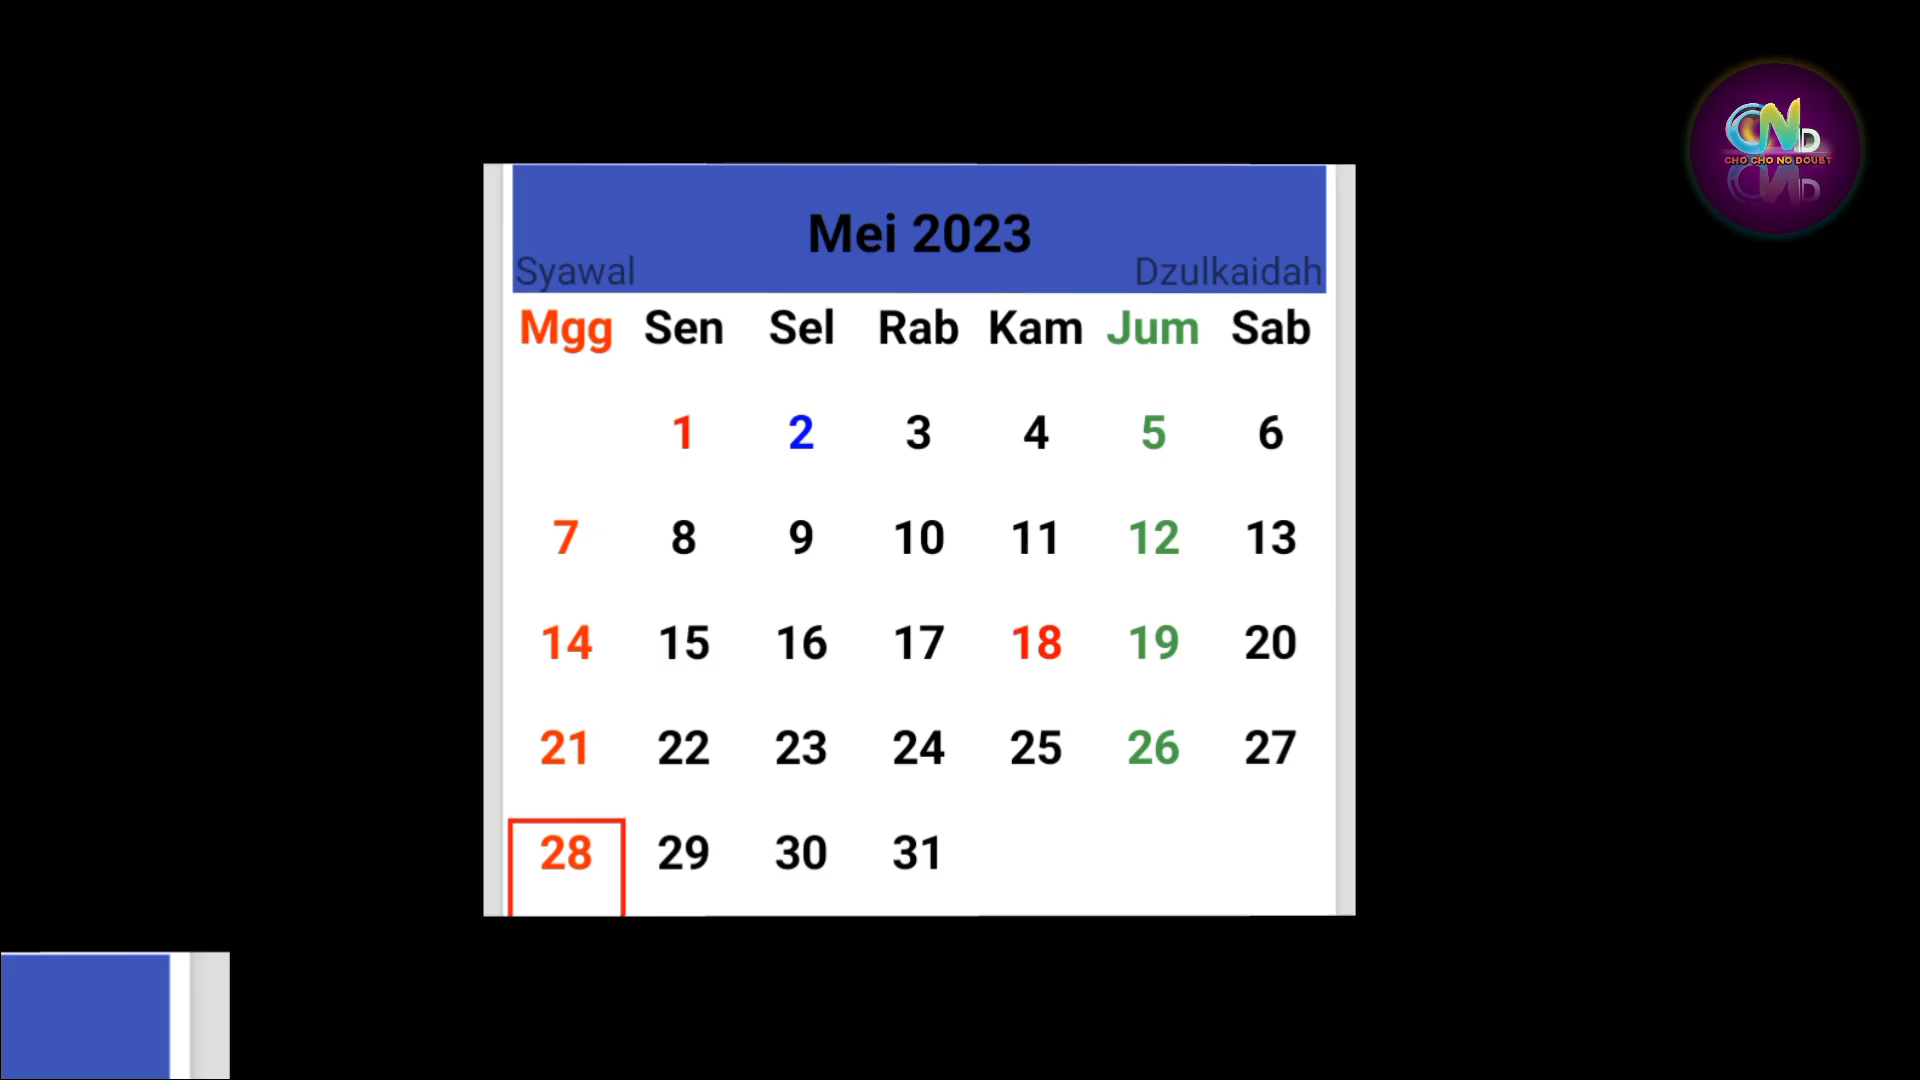 CND
CHO CHO NO DOUBT
Mei 2023
Syawal Dzulkaidah
Mgg Sen Sel Rab Kam Jum Sab
1 2 3 4 5 6
7 8 9 10 11 12 13
14 15 16 17 18 19 20
21 22 23 24 25 26 27
28 29 30 31